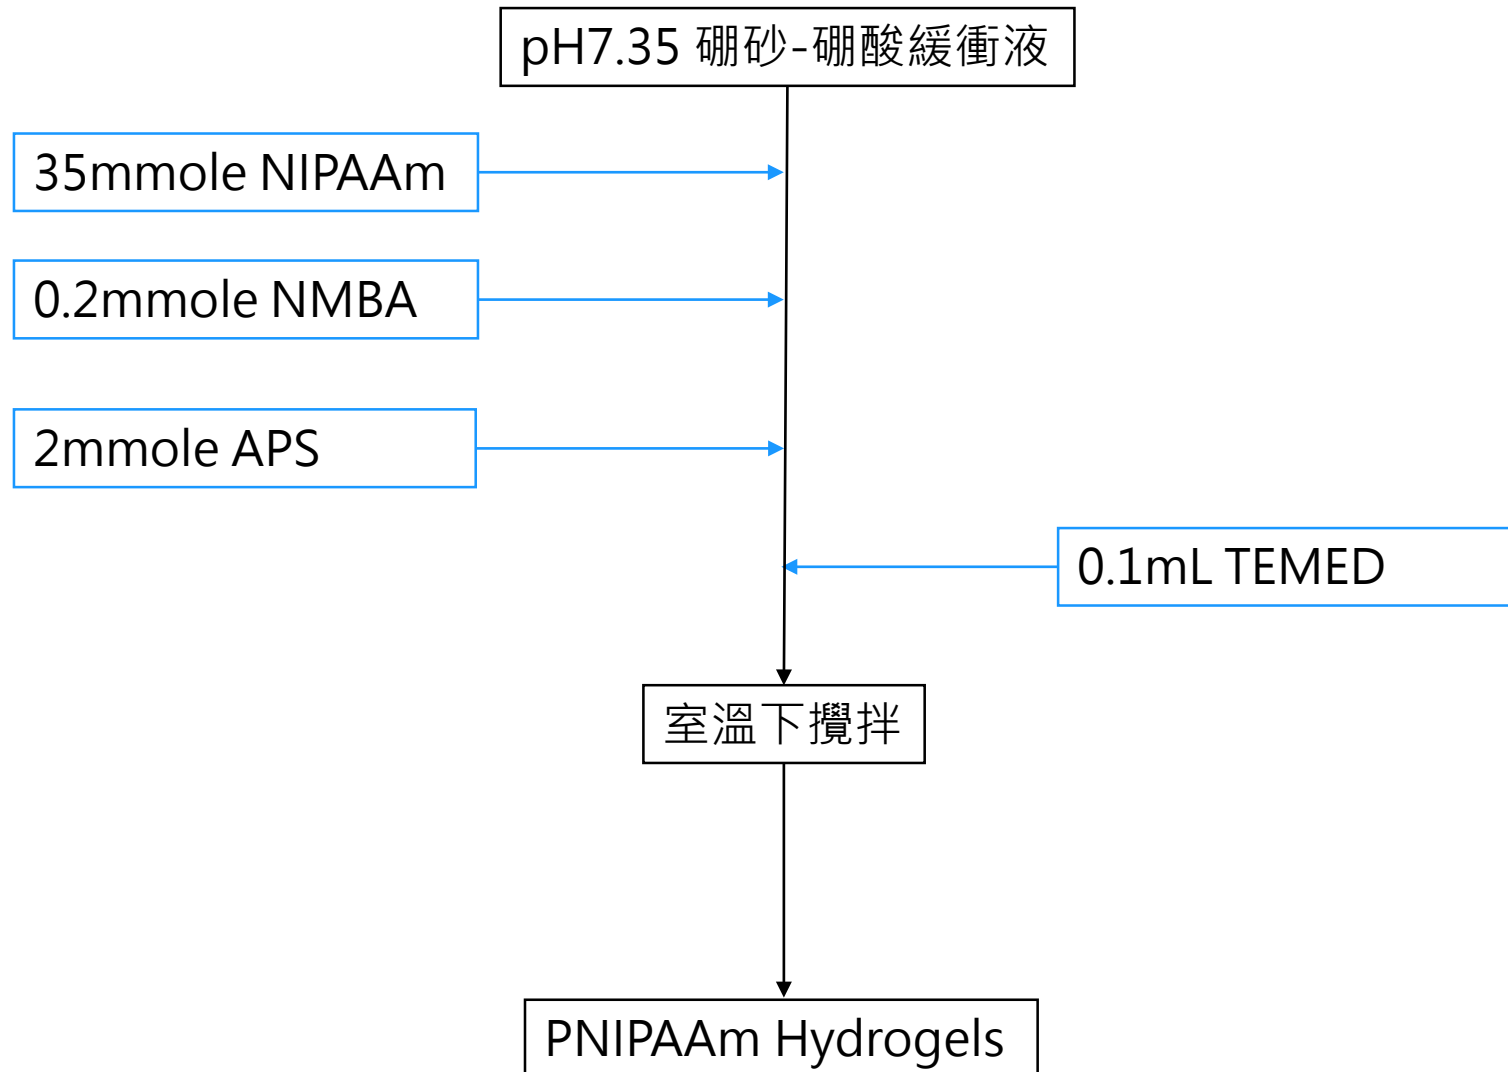 pH7.35 硼砂-硼酸緩衝液
35mmole NIPAAm
0.2mmole NMBA
2mmole APS
0.1mL TEMED
室溫下攪拌
PNIPAAm Hydrogels